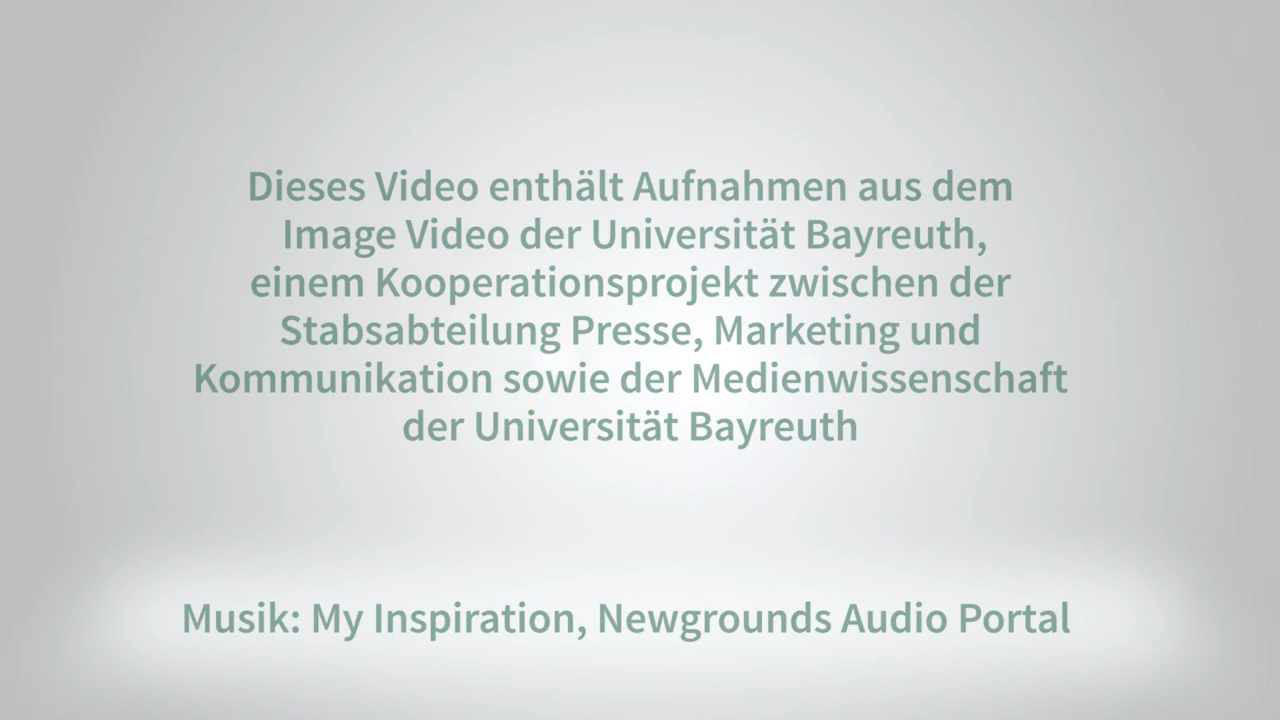 Dieses Video enthält Aufnahmen aus dem
Image Video der Universität Bayreuth,
einem Kooperationsprojekt zwischen der
Stabsabteilung Presse, Marketing und
Kommunikation sowie der Medienwissenschaft
der Universität Bayreuth
Musik: My Inspiration, Newgrounds Audio Portal